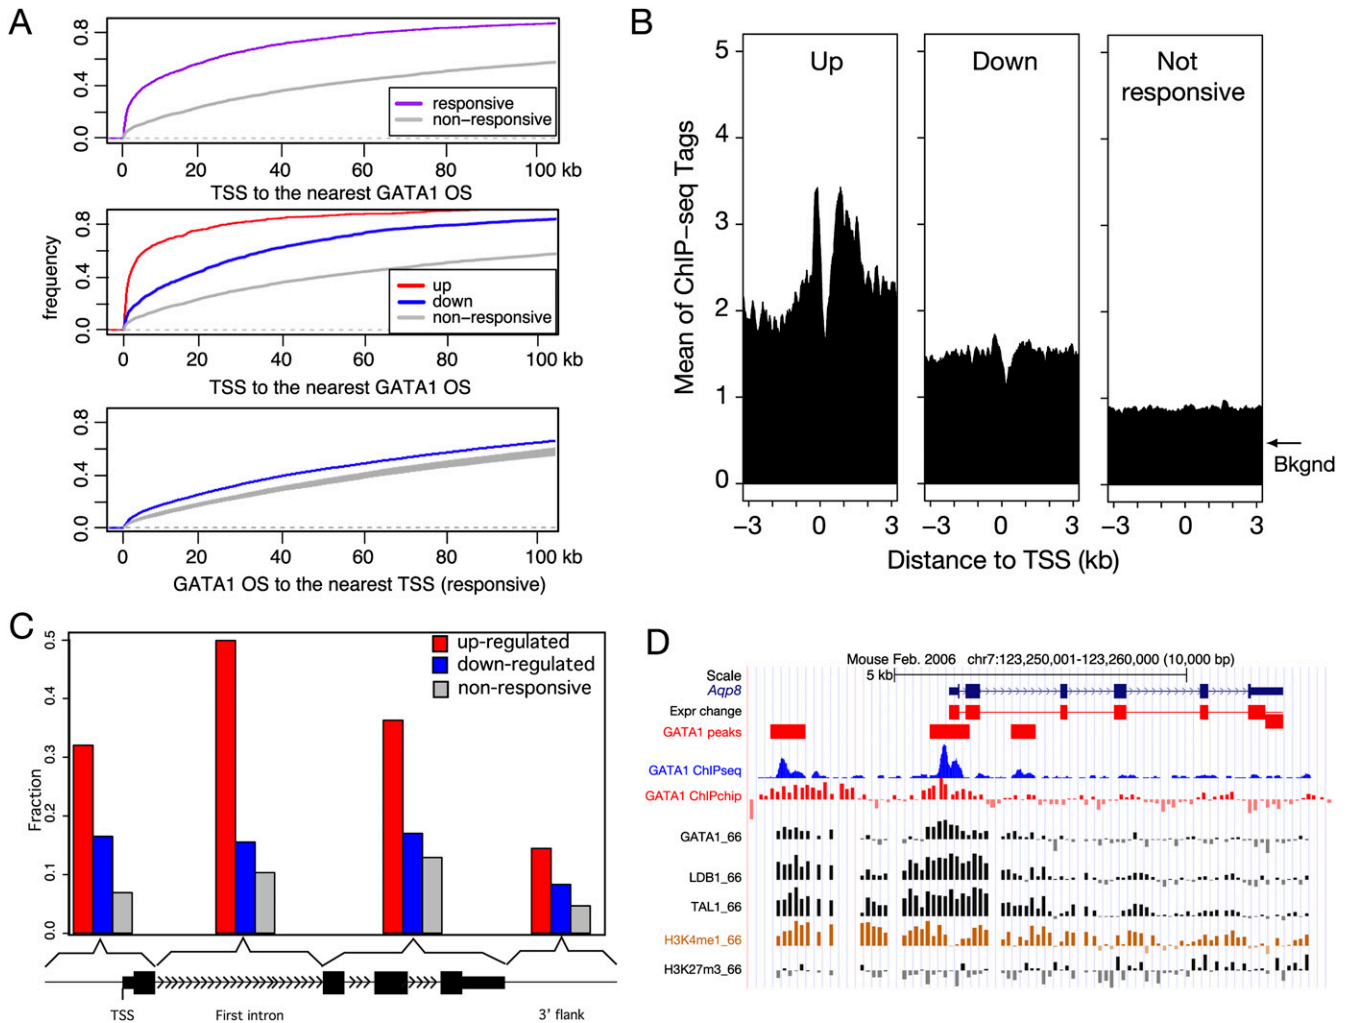 A
0.8
0.4
0.0
responsive
non-responsive
0 20 40 60 80 100 kb
TSS to the nearest GATA1 OS
frequency
0.8
0.4
0.0
up
down
non-responsive
0 20 40 60 80 100 kb
TSS to the nearest GATA1 OS
0.8
0.4
0.0
0 20 40 60 80 100 kb
GATA1 OS to the nearest TSS (responsive)
B
Mean of ChIP-seq Tags
5
4
3
2
1
0
Up
Down
Not
responsive
Bkgnd
-3 0 3 -3 0 3 -3 0 3
Distance to TSS (kb)
C
Fraction
0.5
0.4
0.3
0.2
0.1
0.0
up-regulated
down-regulated
non-responsive
TSS First intron 3' flank
D
Mouse Feb. 2006 chr7:123,250,001-123,260,000 (10,000 bp)
Scale 5 kb
Aqp8
Expr change
GATA1 peaks
GATA1 ChIPseq
GATA1 ChIPchip
GATA1_66
LDB1_66
TAL1_66
H3K4me1_66
H3K27m3_66